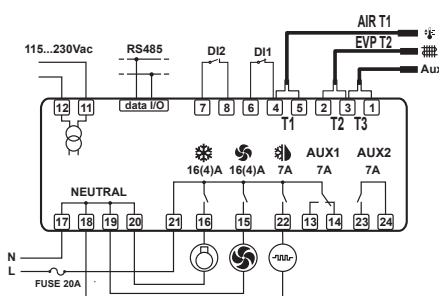 AIR T1
115...230Vac RS485 DI2 DI1 EVP T2
Aux
12 11 data I/O 7 8 6 4 5 2 3 1
T1 T2 T3
AUX1 AUX2
16(4)A 16(4)A 7A 7A 7A
NEUTRAL
17 18 19 20 21 16 15 22 13 14 23 24
N
L
FUSE 20A